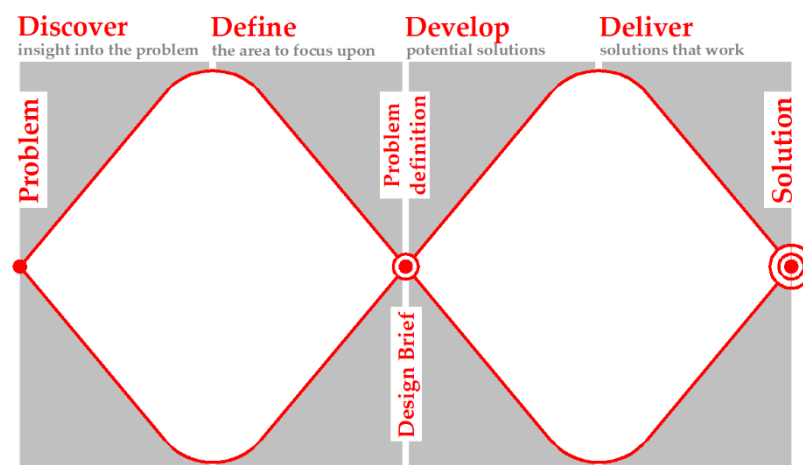 Discover
insight into the problem
Define
the area to focus upon
Develop
potential solutions
Deliver
solutions that work
Problem
Problem
definition
Design Brief
Solution